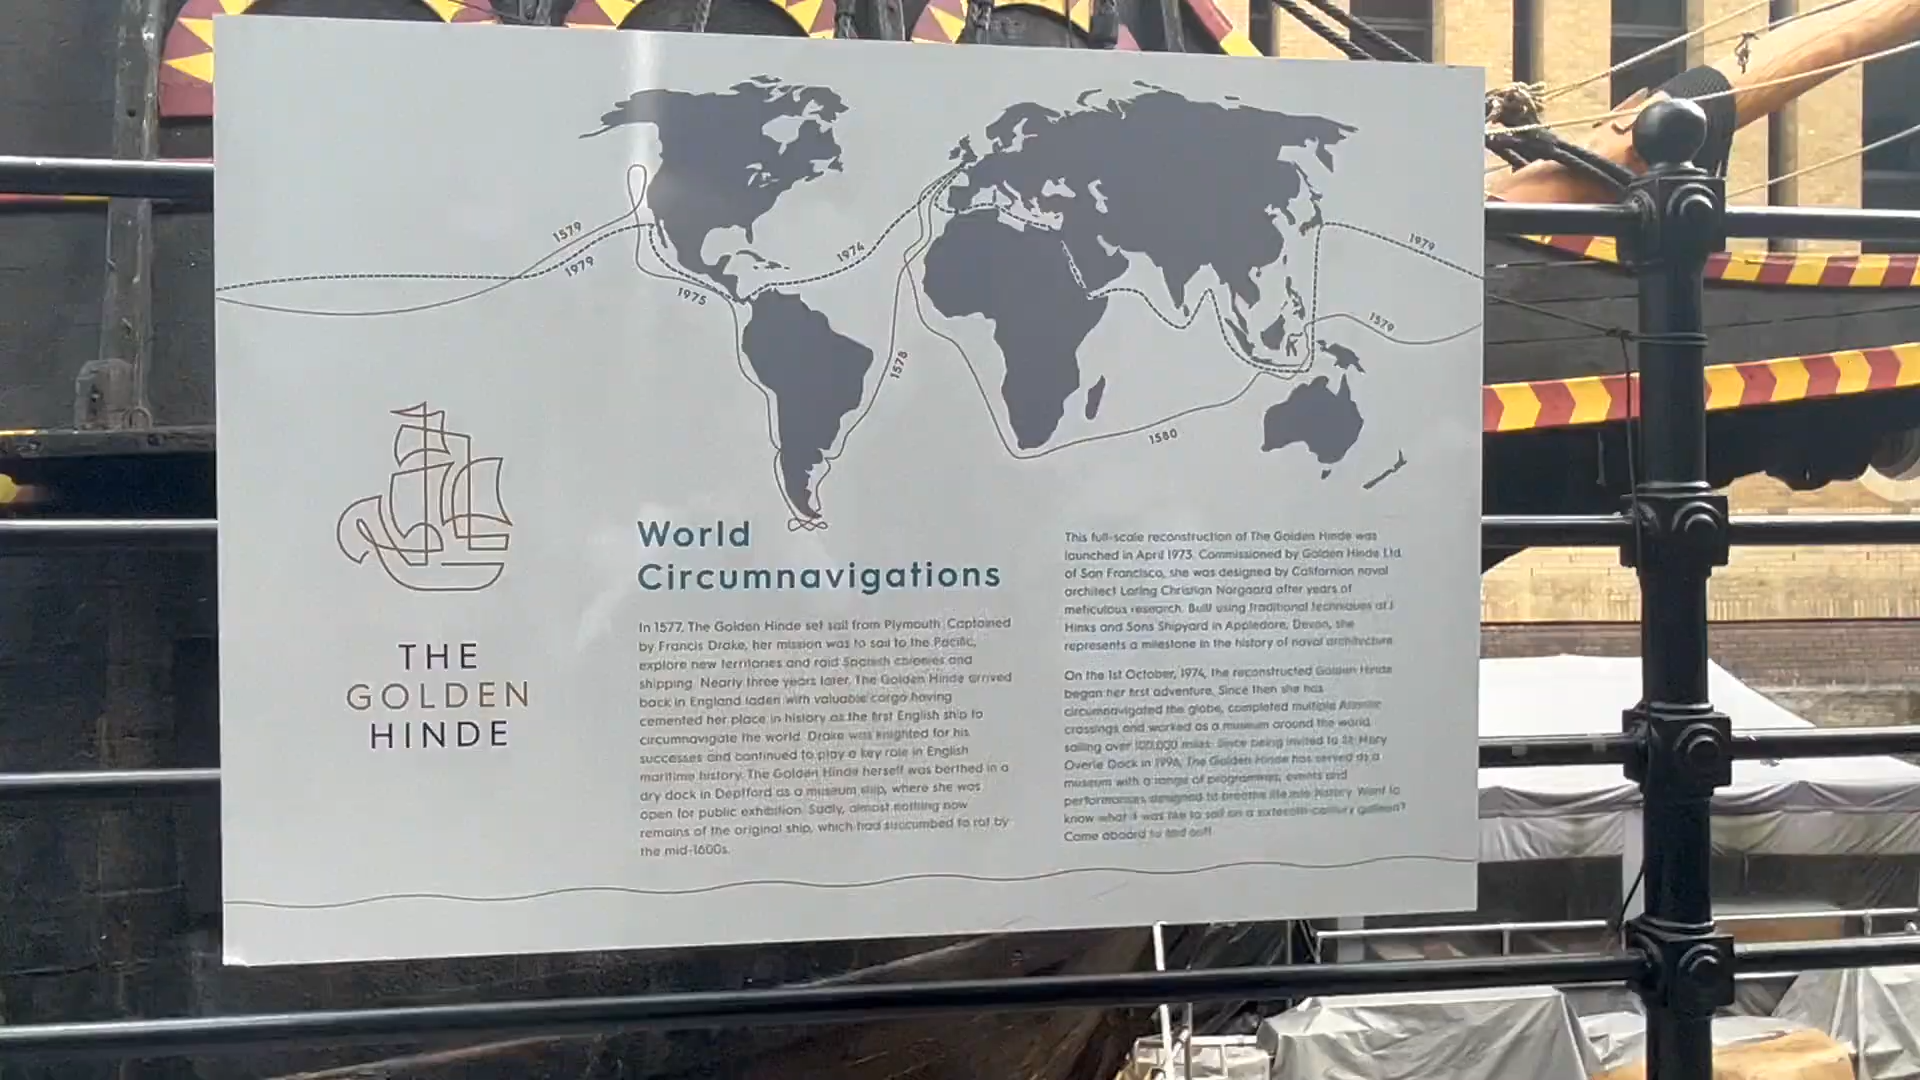 1579
1979
1975
1974
1578
1580
1979
1579
THE
GOLDEN
HINDE
World
Circumnavigations
In 1577, The Golden Hinde set sail from Plymouth. Captained
by Francis Drake, her mission was to sail to the Pacific,
explore new territories and raid Spanish colonies and
shipping. Nearly three years later, The Golden Hinde arrived
back in England laden with valuable cargo having
cemented her place in history as the first English ship to
circumnavigate the world. Drake was knighted for his
successes and continued to play a key role in English
maritime history. The Golden Hinde herself was berthed in a
dry dock in Deptford as a museum ship, where she was
open for public exhibition. Sadly, almost nothing now
remains of the original ship, which had succumbed to rot by
the mid-1600s.
This full-scale reconstruction of The Golden Hinde was
launched in April 1973. Commissioned by Golden Hinde Ltd
of San Francisco, she was designed by Californian naval
architect Loring Christian Norgaard after years of
meticulous research. Built using traditional techniques at J
Hinks and Sons Shipyard in Appledore, Devon, she
represents a milestone in the history of naval architecture.
On the 1st October, 1974, the reconstructed Golden Hinde
began her first adventure. Since then she has
circumnavigated the globe, completed multiple Atlantic
crossings and worked as a museum around the world
sailing over 100,000 miles. Since being invited to St Mary
Overie Dock in 1996, The Golden Hinde has served as a
museum with a range of programmes, events and
performances designed to breathe life into history. Want to
know what it was like to sail on a sixteenth-century galleon?
Come aboard to find out!